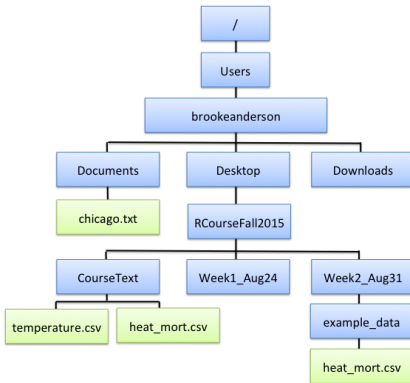 /
Users
brookeanderson
Documents
Desktop
Downloads
chicago.txt
RCourseFall2015
CourseText
Week1_Aug24
Week2_Aug31
temperature.csv
heat_mort.csv
example_data
heat_mort.csv